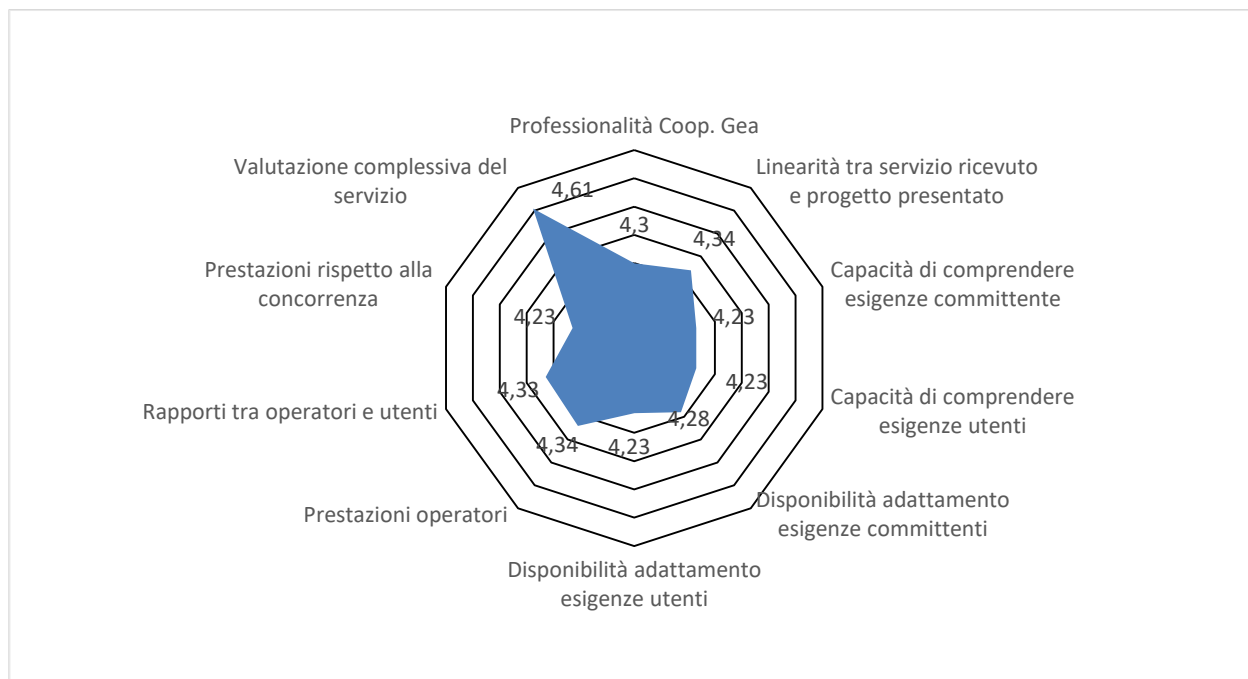 Professionalità Coop. Gea
Linearità tra servizio ricevuto
e progetto presentato
Capacità di comprendere
esigenze committente
Capacità di comprendere
esigenze utenti
Disponibilità adattamento
esigenze committenti
Disponibilità adattamento
esigenze utenti
Prestazioni operatori
Rapporti tra operatori e utenti
Prestazioni rispetto alla
concorrenza
Valutazione complessiva del
servizio
4,3
4,34
4,23
4,23
4,28
4,23
4,34
4,33
4,23
4,61